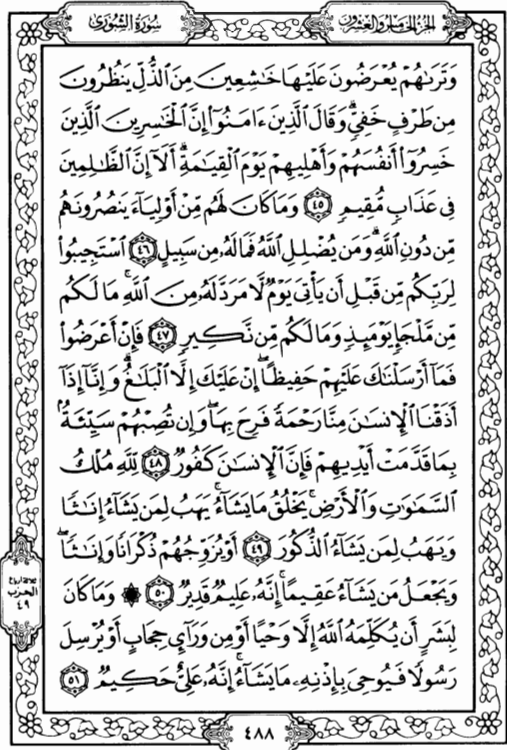 الجزء الخامس والعشرون
سورة الشورى
وَتَرَىٰهُمْ يُعْرَضُونَ عَلَيْهَا خَٰشِعِينَ مِنَ ٱلذُّلِّ يَنظُرُونَ
مِن طَرْفٍ خَفِىٍّ ۗ وَقَالَ ٱلَّذِينَ ءَامَنُوٓا۟ إِنَّ ٱلْخَٰسِرِينَ ٱلَّذِينَ
خَسِرُوٓا۟ أَنفُسَهُمْ وَأَهْلِيهِمْ يَوْمَ ٱلْقِيَٰمَةِ ۗ أَلَآ إِنَّ ٱلظَّٰلِمِينَ
فِى عَذَابٍ مُّقِيمٍ ٤٥ وَمَا كَانَ لَهُم مِّنْ أَوْلِيَآءَ يَنصُرُونَهُم
مِّن دُونِ ٱللَّهِ ۗ وَمَن يُضْلِلِ ٱللَّهُ فَمَا لَهُۥ مِن سَبِيلٍ ٤٦ ٱسْتَجِيبُوا۟
لِرَبِّكُم مِّن قَبْلِ أَن يَأْتِىَ يَوْمٌ لَّا مَرَدَّ لَهُۥ مِنَ ٱللَّهِ ۚ مَا لَكُم
مِّن مَّلْجَإٍ يَوْمَئِذٍ وَمَا لَكُم مِّن نَّكِيرٍ ٤٧ فَإِنْ أَعْرَضُوا۟
فَمَآ أَرْسَلْنَٰكَ عَلَيْهِمْ حَفِيظًا ۖ إِنْ عَلَيْكَ إِلَّا ٱلْبَلَٰغُ ۗ وَإِنَّآ إِذَآ
أَذَقْنَا ٱلْإِنسَٰنَ مِنَّا رَحْمَةً فَرِحَ بِهَا ۖ وَإِن تُصِبْهُمْ سَيِّئَةٌۢ
بِمَا قَدَّمَتْ أَيْدِيهِمْ فَإِنَّ ٱلْإِنسَٰنَ كَفُورٌ ٤٨ لِّلَّهِ مُلْكُ
ٱلسَّمَٰوَٰتِ وَٱلْأَرْضِ ۚ يَخْلُقُ مَا يَشَآءُ ۚ يَهَبُ لِمَن يَشَآءُ إِنَٰثًا
وَيَهَبُ لِمَن يَشَآءُ ٱلذُّكُورَ ٤٩ أَوْ يُزَوِّجُهُمْ ذُكْرَانًا وَإِنَٰثًا ۖ
وَيَجْعَلُ مَن يَشَآءُ عَقِيمًا ۚ إِنَّهُۥ عَلِيمٌ قَدِيرٌ ٥٠ ۞ وَمَا كَانَ
لِبَشَرٍ أَن يُكَلِّمَهُ ٱللَّهُ إِلَّا وَحْيًا أَوْ مِن وَرَآئِ حِجَابٍ أَوْ يُرْسِلَ
رَسُولًا فَيُوحِىَ بِإِذْنِهِۦ مَا يَشَآءُ ۚ إِنَّهُۥ عَلِىٌّ حَكِيمٌ ٥١
الحزب
٤٩
٤٨٨